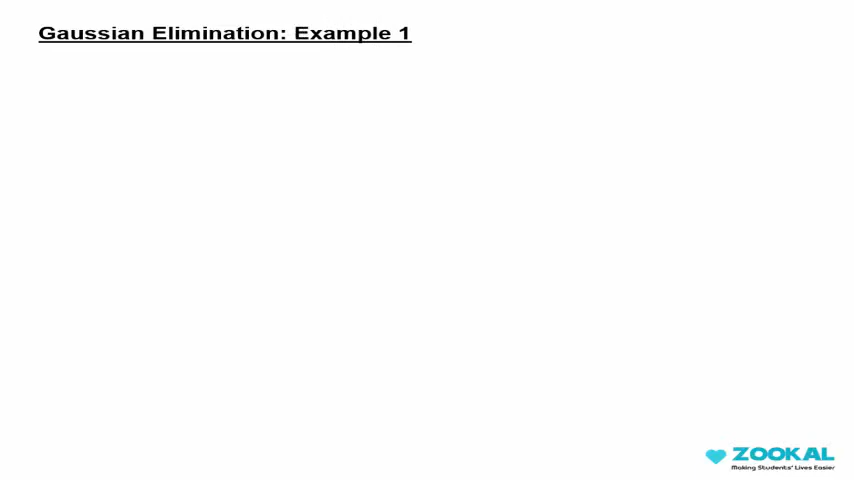 Gaussian Elimination: Example 1
ZOOKAL
Making Students' Lives Easier